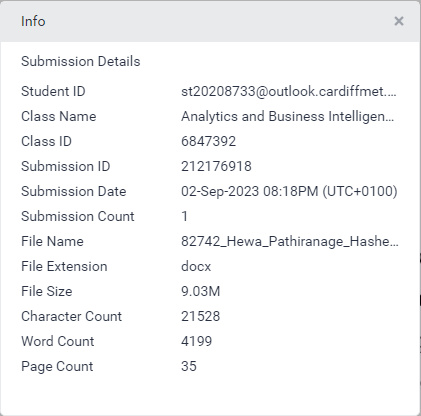 Info ×
Submission Details
Student ID st20208733@outlook.cardiffmet....
Class Name Analytics and Business Intelligen...
Class ID 6847392
Submission ID 212176918
Submission Date 02-Sep-2023 08:18PM (UTC+0100)
Submission Count 1
File Name 82742_Hewa_Pathiranage_Hashe...
File Extension docx
File Size 9.03M
Character Count 21528
Word Count 4199
Page Count 35